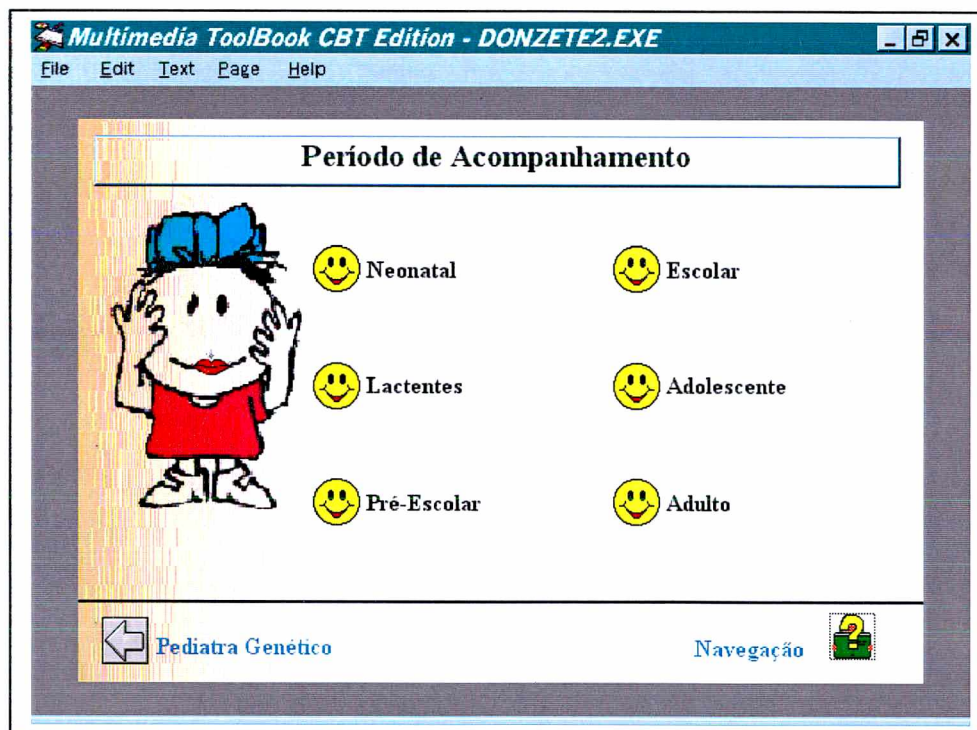 Multimedia ToolBook CBT Edition - DONZETE2.EXE
File Edit Text Page Help
Período de Acompanhamento
Neonatal
Escolar
Lactentes
Adolescente
Pré-Escolar
Adulto
Pediatra Genético
Navegação